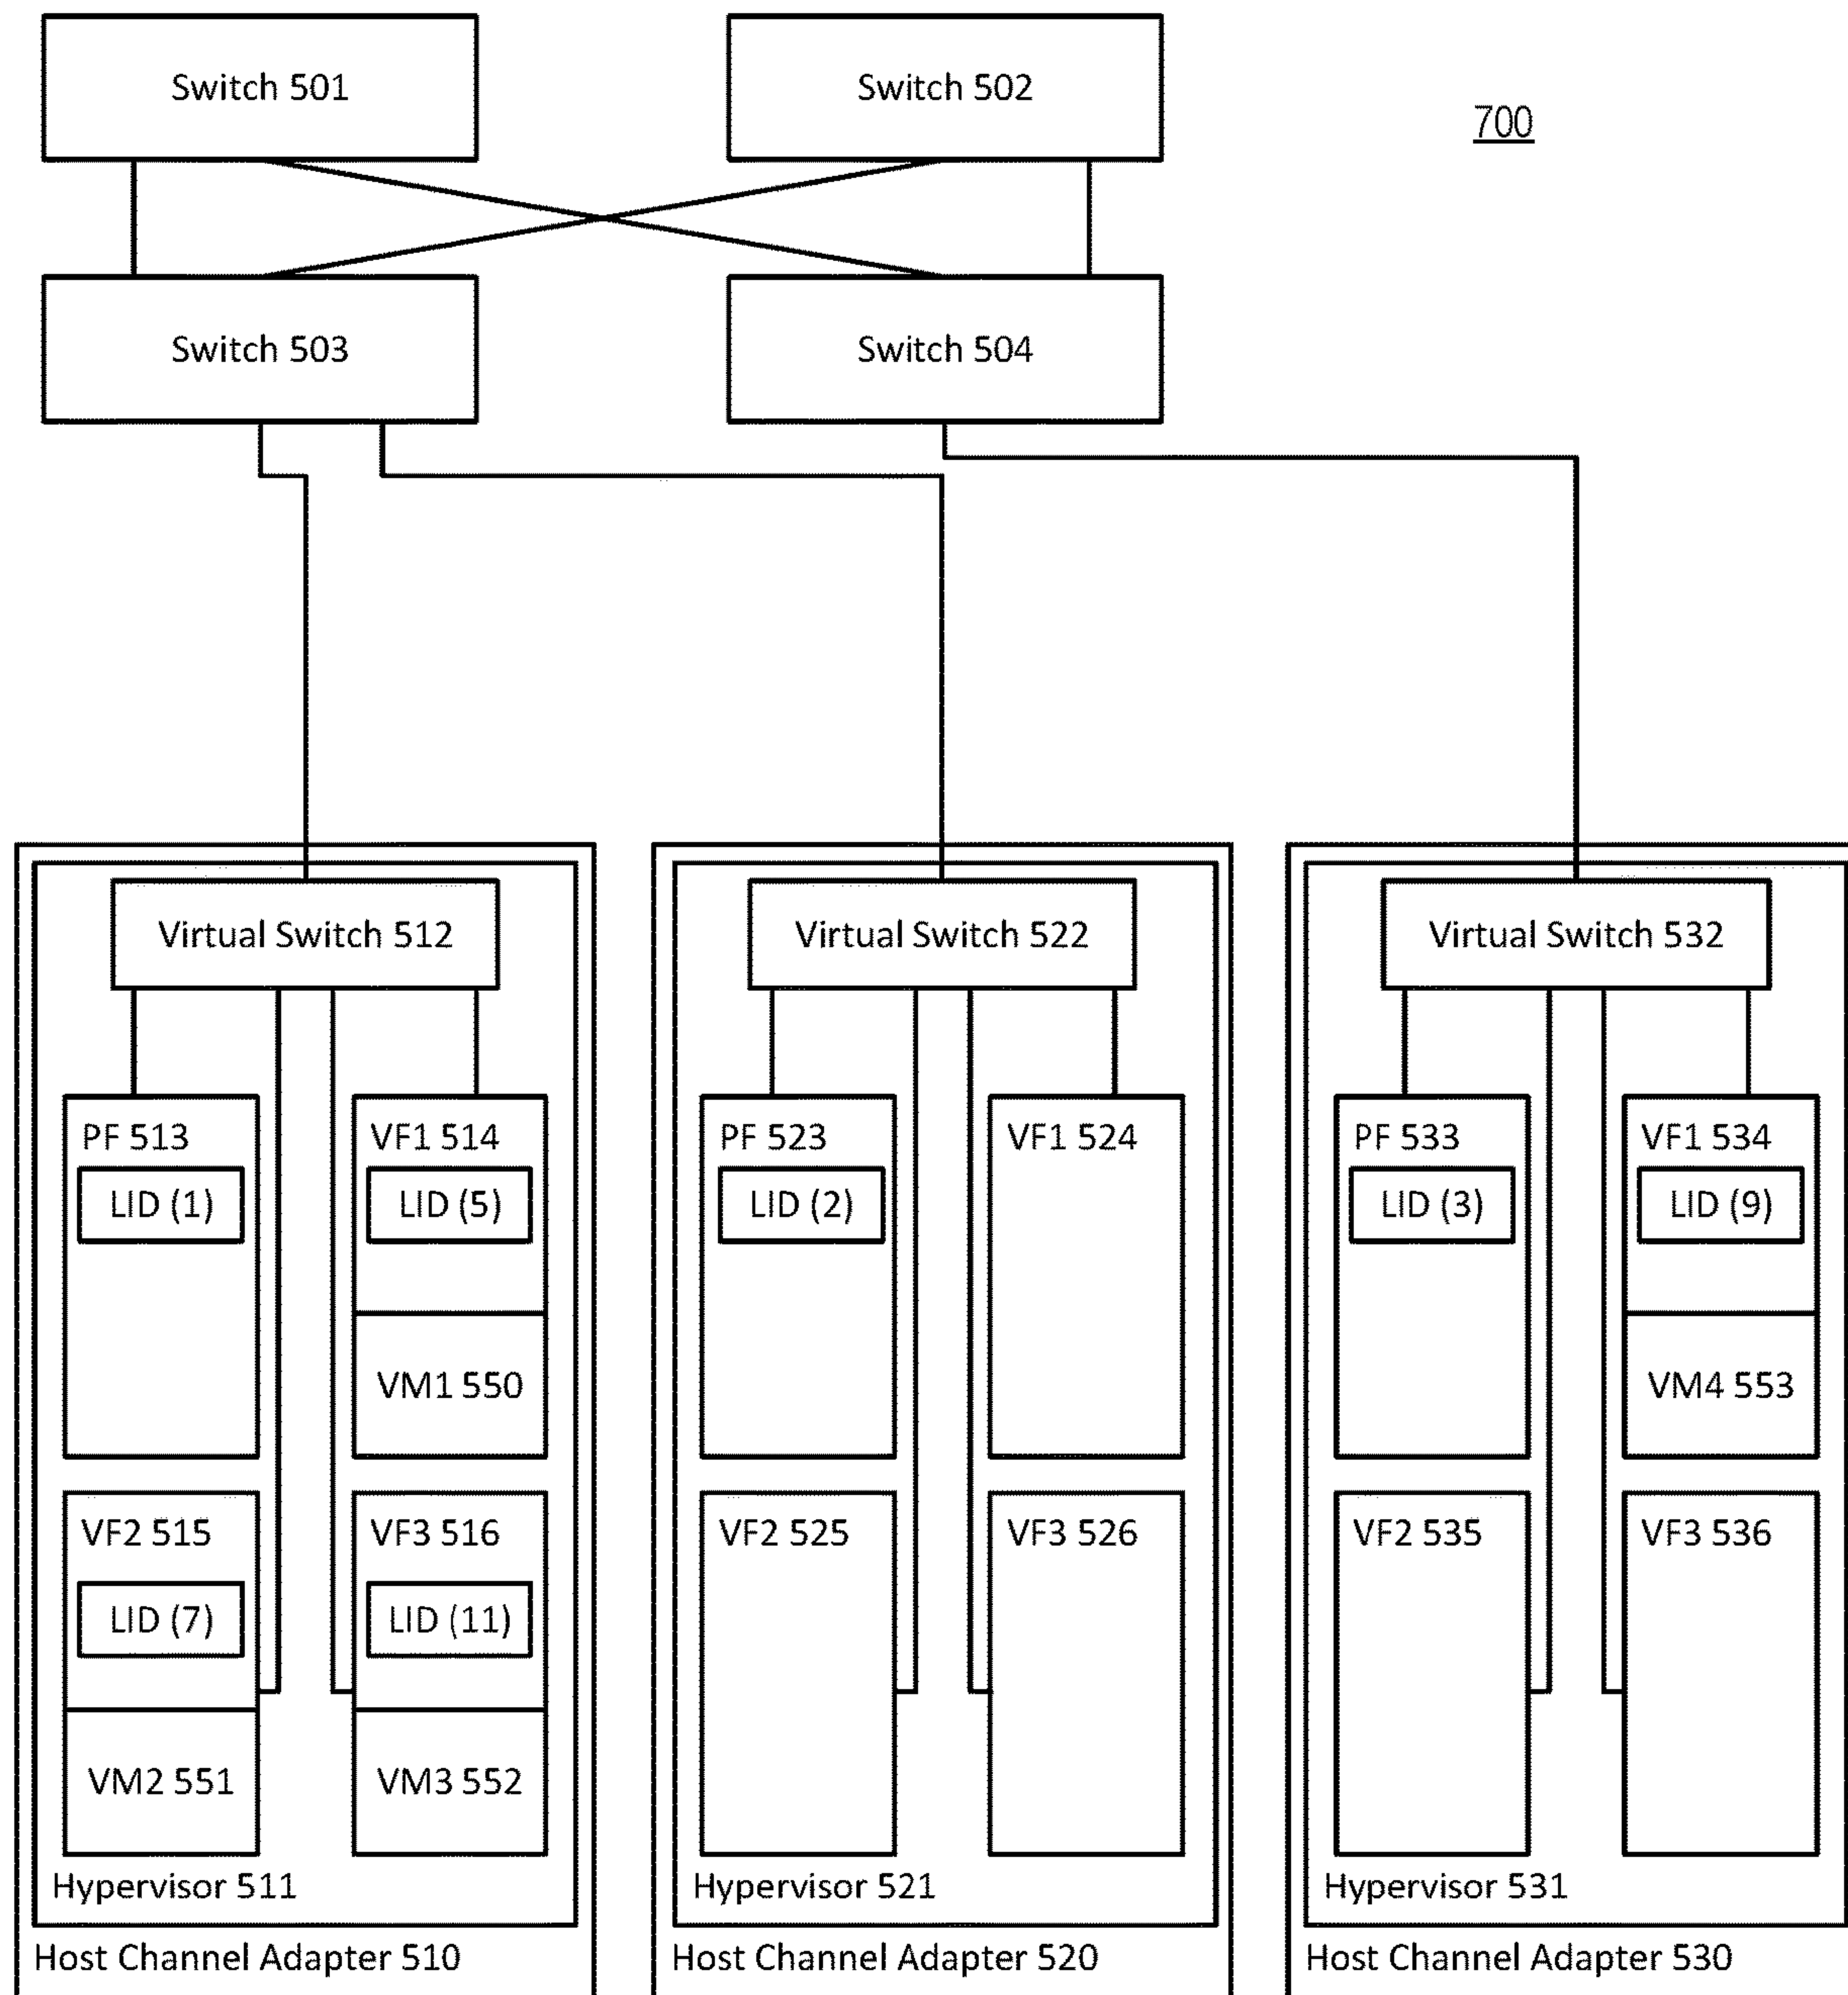 Switch 501
Switch 502
700
Switch 503
Switch 504
Virtual Switch 512
PF 513
LID (1)
VF1 514
LID (5)
VM1 550
VF2 515
LID (7)
VM2 551
VF3 516
LID (11)
VM3 552
Hypervisor 511
Host Channel Adapter 510
Virtual Switch 522
PF 523
LID (2)
VF1 524
VF2 525
VF3 526
Hypervisor 521
Host Channel Adapter 520
Virtual Switch 532
PF 533
LID (3)
VF1 534
LID (9)
VM4 553
VF2 535
VF3 536
Hypervisor 531
Host Channel Adapter 530